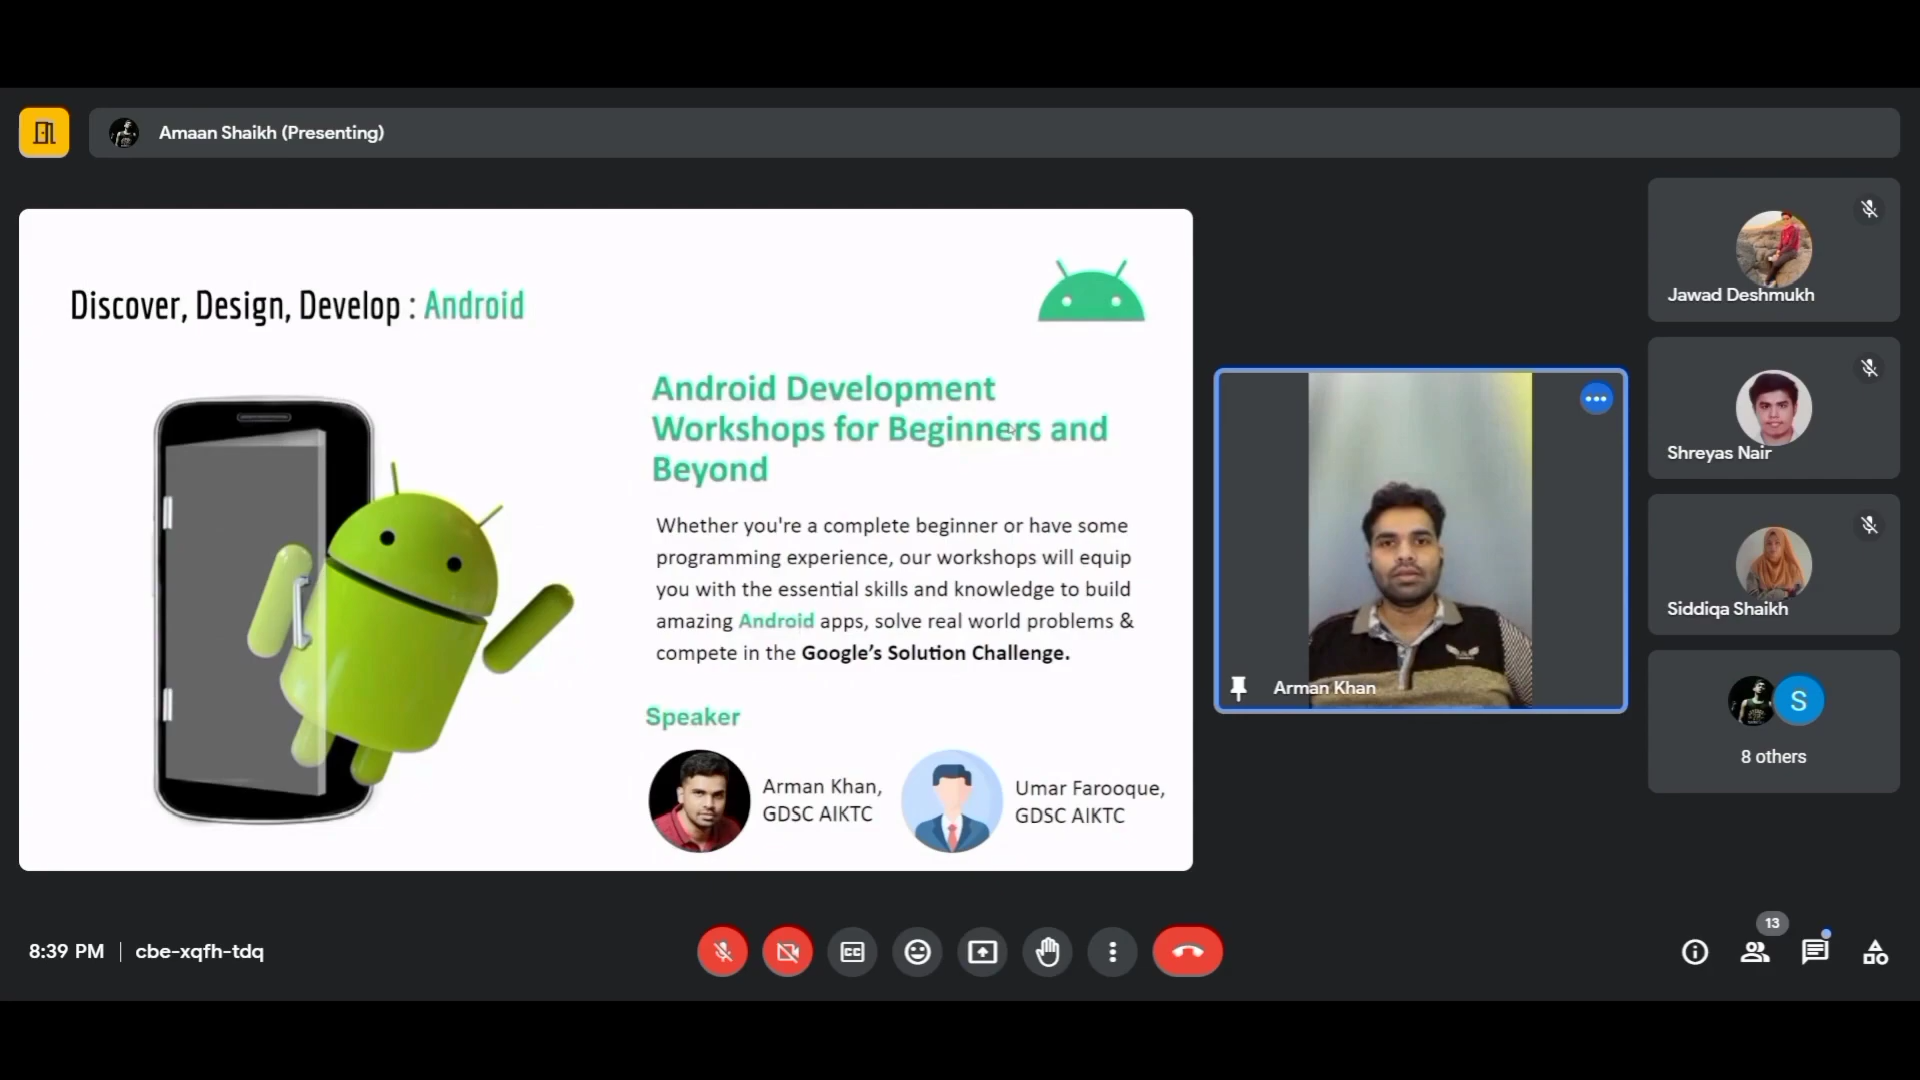 Amaan Shaikh (Presenting)
Discover, Design, Develop : Android
Android Development
Workshops for Beginners and
Beyond
Whether you're a complete beginner or have some
programming experience, our workshops will equip
you with the essential skills and knowledge to build
amazing Android apps, solve real world problems &
compete in the Google’s Solution Challenge.
Speaker
Arman Khan,
GDSC AIKTC
Umar Farooque,
GDSC AIKTC
Arman Khan
Jawad Deshmukh
Shreyas Nair
Siddiqa Shaikh
S
8 others
8:39 PM | cbe-xqfh-tdq
CC
13